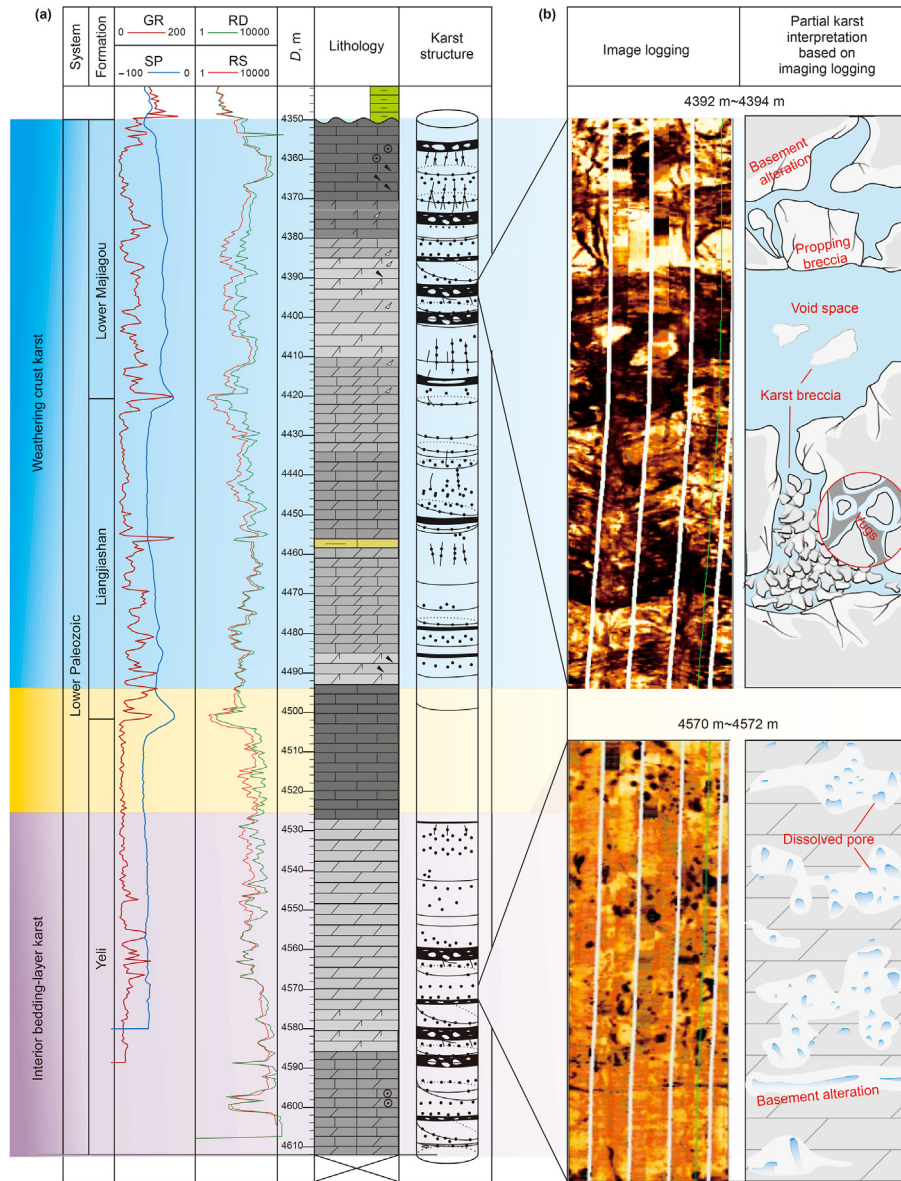 (a)
System
Formation
GR
0 200
SP
−100 0
RD
1 10000
RS
1 10000
D, m
Lithology
Karst
structure
(b)
Image logging
Partial karst
interpretation
based on
imaging logging
Weathering crust karst
Interior bedding-layer karst
Lower Paleozoic
Lower Majiagou
Liangjiashan
Yeli
4350
4360
4370
4380
4390
4400
4410
4420
4430
4440
4450
4460
4470
4480
4490
4500
4510
4520
4530
4540
4550
4560
4570
4580
4590
4600
4610
4392 m~4394 m
Basement
alteration
Propping
breccia
Void space
Karst breccia
Vugs
4570 m~4572 m
Dissolved pore
Basement alteration